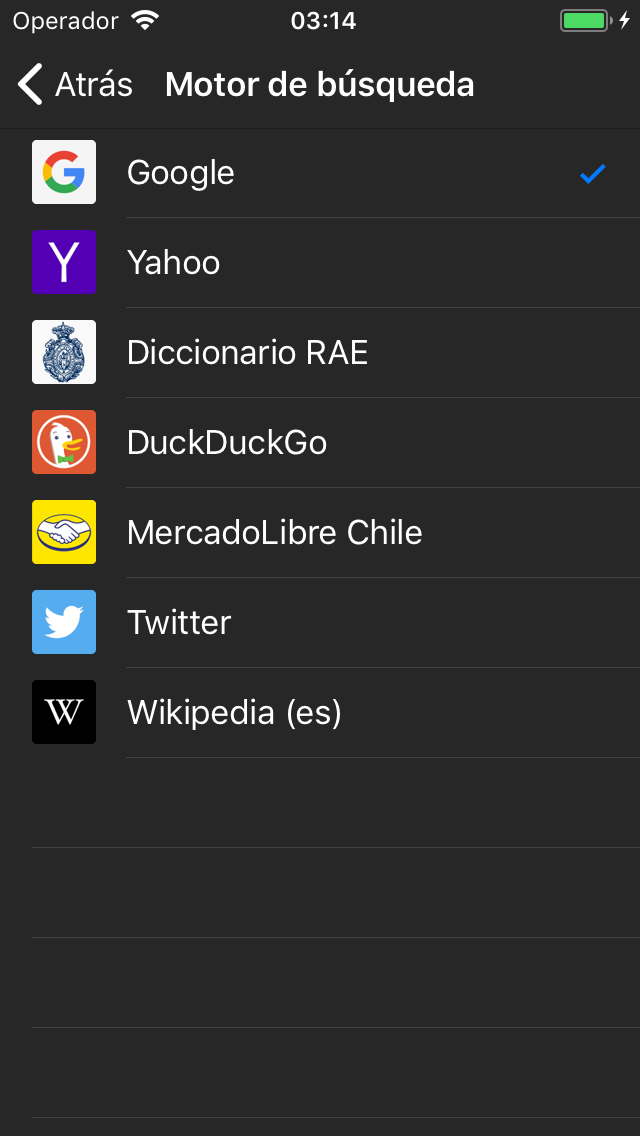 Operador 03:14
Atrás Motor de búsqueda
Google
Yahoo
Diccionario RAE
DuckDuckGo
MercadoLibre Chile
Twitter
Wikipedia (es)